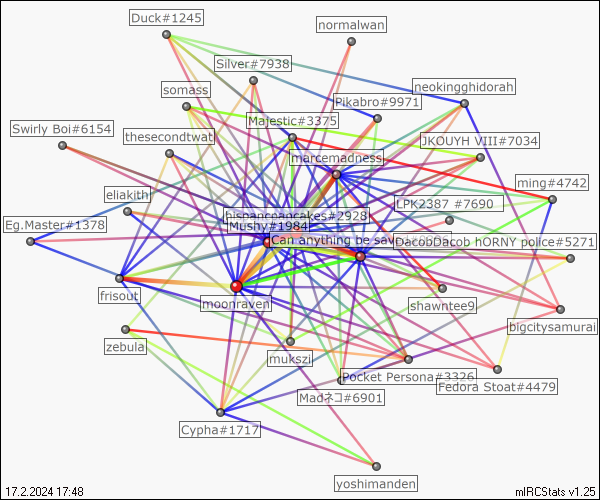 Duck#1245
normalwan
Silver#7938
neokingghidorah
somass
Pikabro#9971
Majestic#3375
Swirly Boi#6154
thesecondtwat
JKOUYH VIII#7034
marcemadness
ming#4742
eliakith
LPK2387 #7690
hispanicpancakes#2928
Eg.Master#1378
Mushy#1984
Can anything be sav
DacobDacob hORNY police#5271
frisout
moonraven
shawntee9
bigcitysamurai
zebula
mukszii
Pocket Persona#3326
Fedora Stoat#4479
Madネコ#6901
Cypha#1717
yoshimanden
17.2.2024 17:48
mIRCStats v1.25